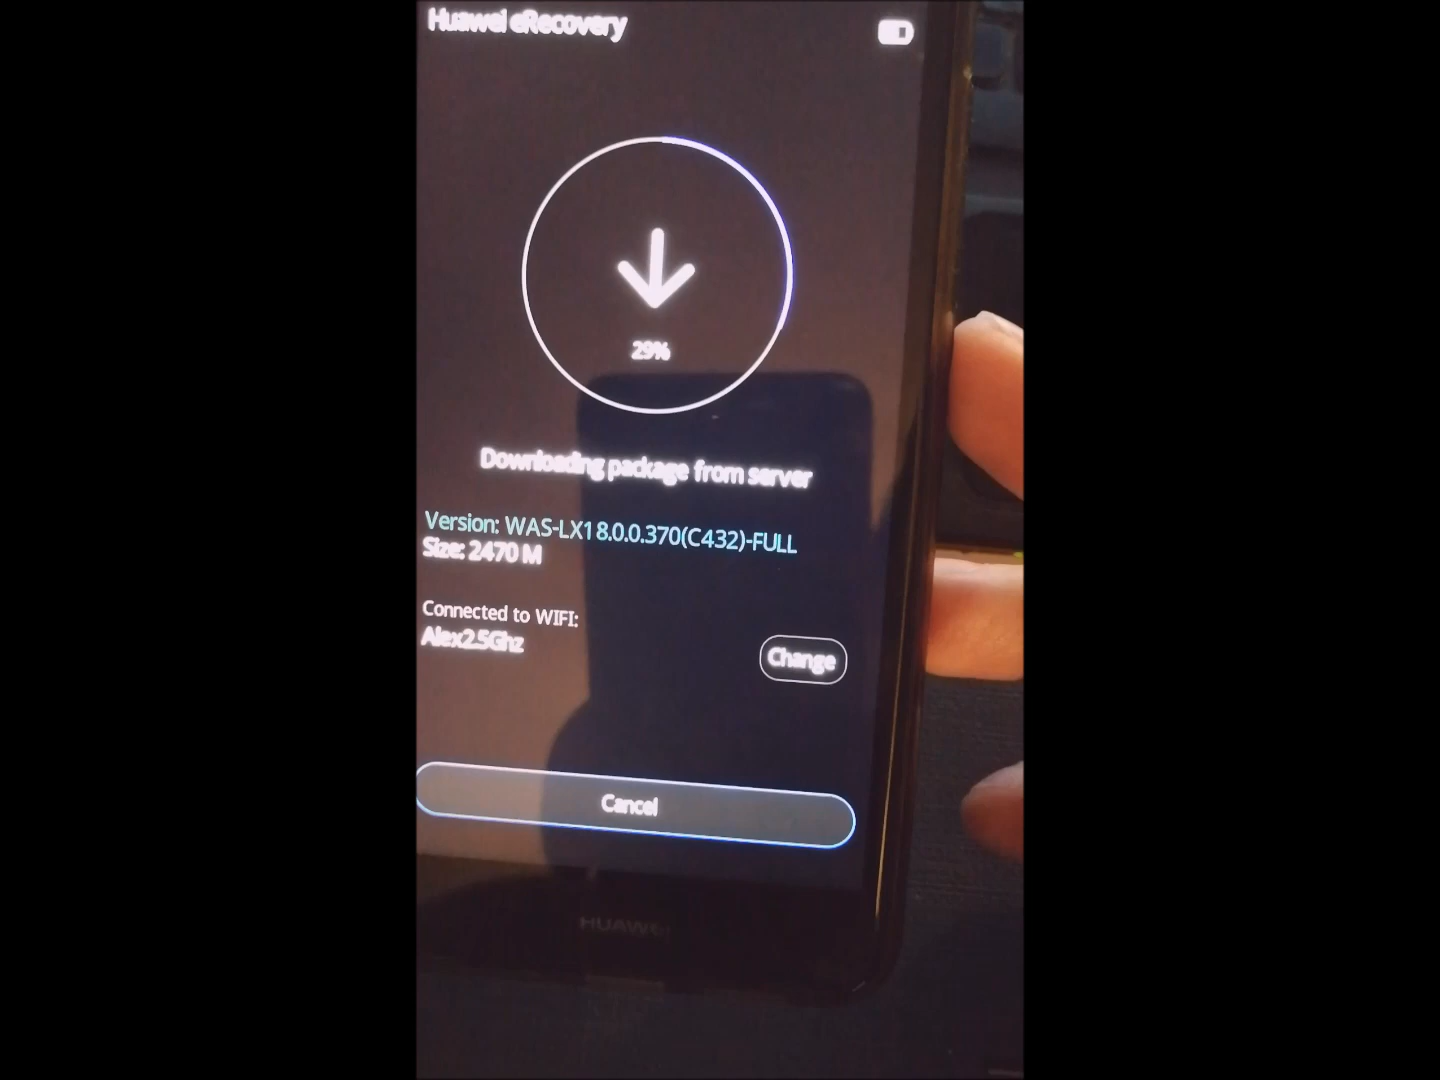 Huawei eRecovery
29%
Downloading package from server
Version: WAS-LX1 8.0.0.370(C432)-FULL
Size: 2470 M
Connected to WIFI:
Alex2.5Ghz
Change
Cancel
HUAWEI